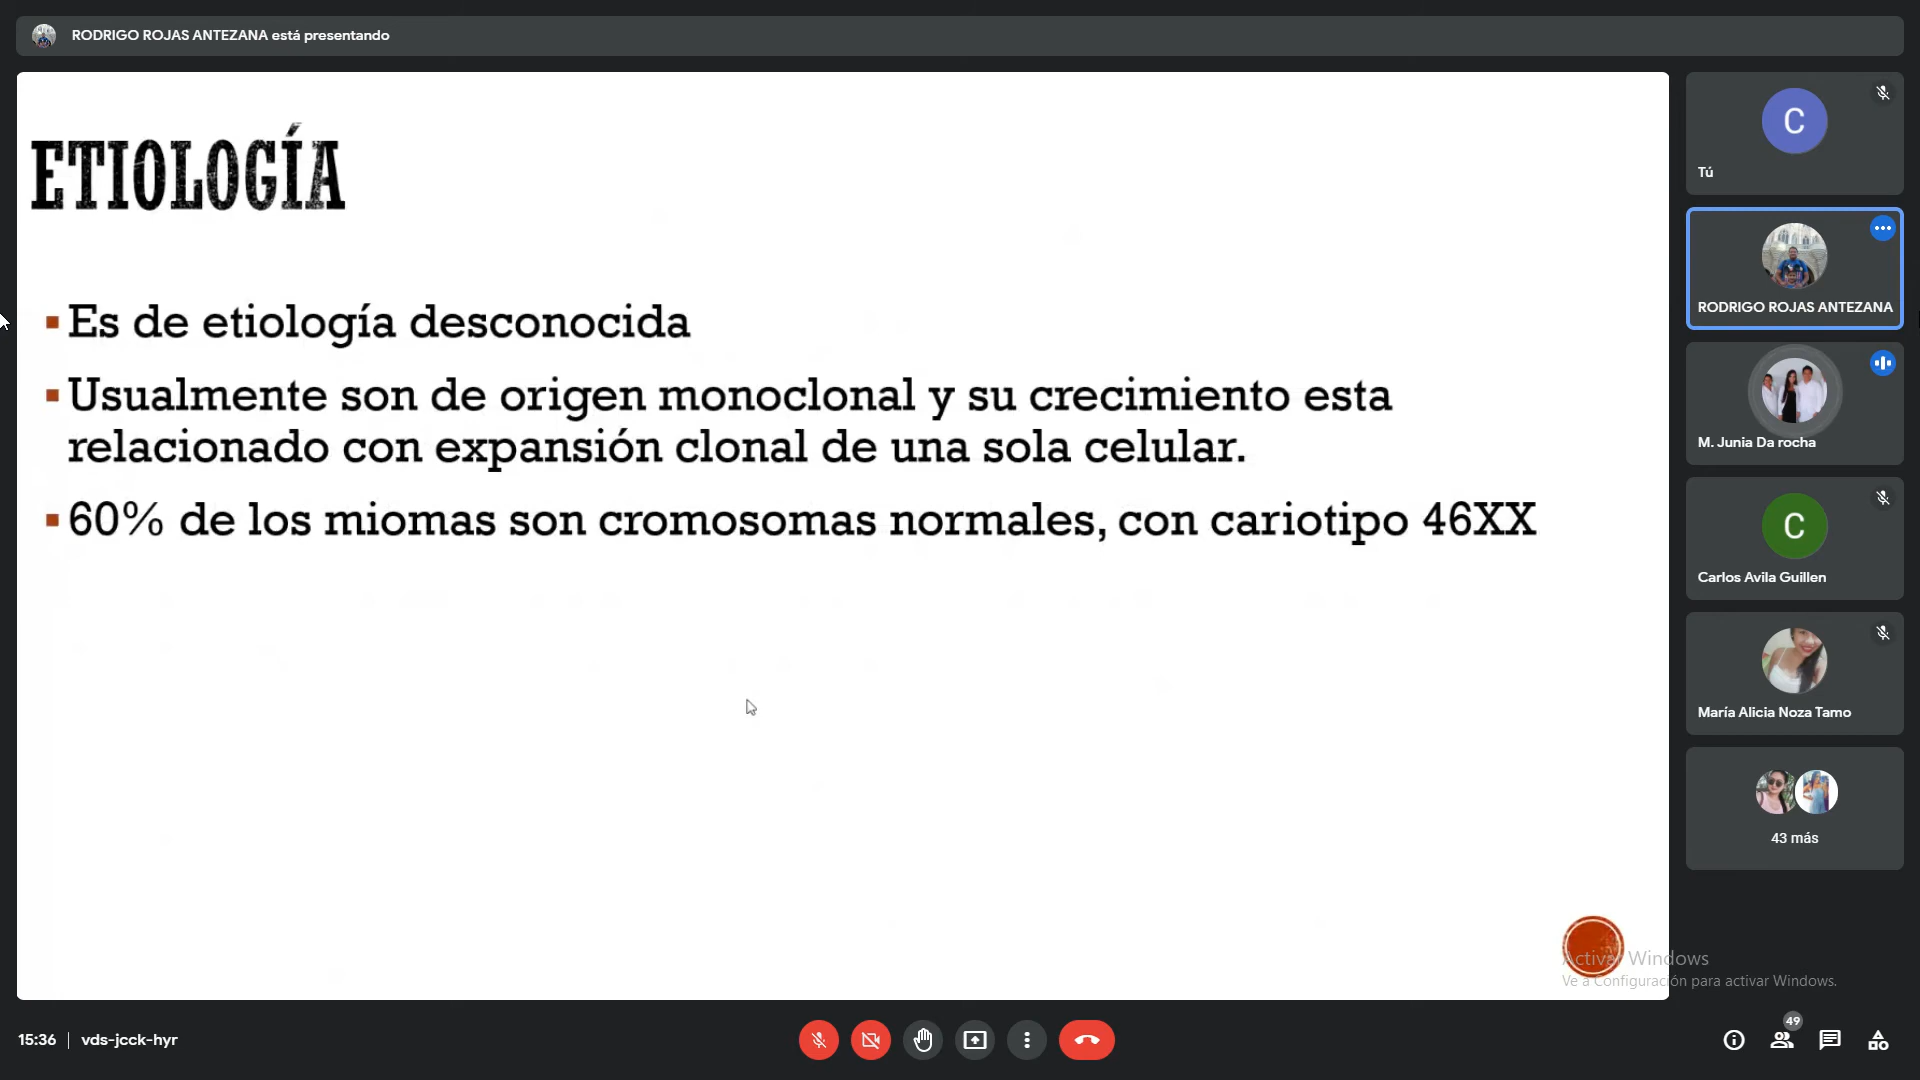 RODRIGO ROJAS ANTEZANA está presentando
ETIOLOGÍA
Es de etiología desconocida
Usualmente son de origen monoclonal y su crecimiento esta
relacionado con expansión clonal de una sola celular.
60% de los miomas son cromosomas normales, con cariotipo 46XX
C
Tú
RODRIGO ROJAS ANTEZANA
M. Junia Da rocha
C
Carlos Avila Guillen
María Alicia Noza Tamo
43 más
Activar Windows
Ve a Configuración para activar Windows.
15:36 | vds-jcck-hyr
49